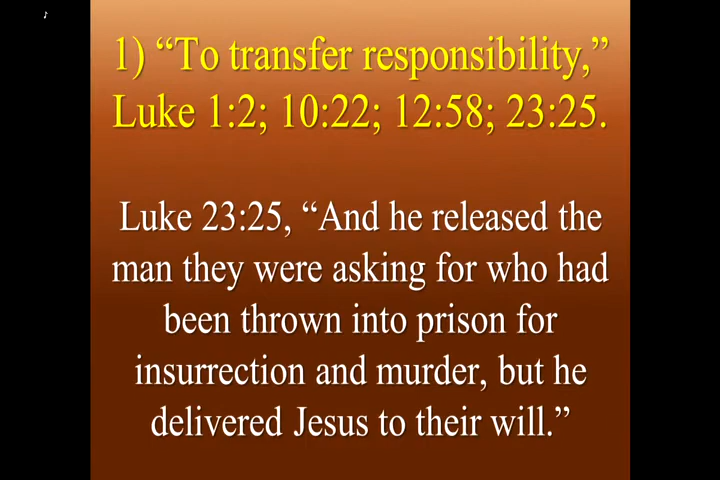 ♪
1) “To transfer responsibility,”
Luke 1:2; 10:22; 12:58; 23:25.
Luke 23:25, “And he released the
man they were asking for who had
been thrown into prison for
insurrection and murder, but he
delivered Jesus to their will.”